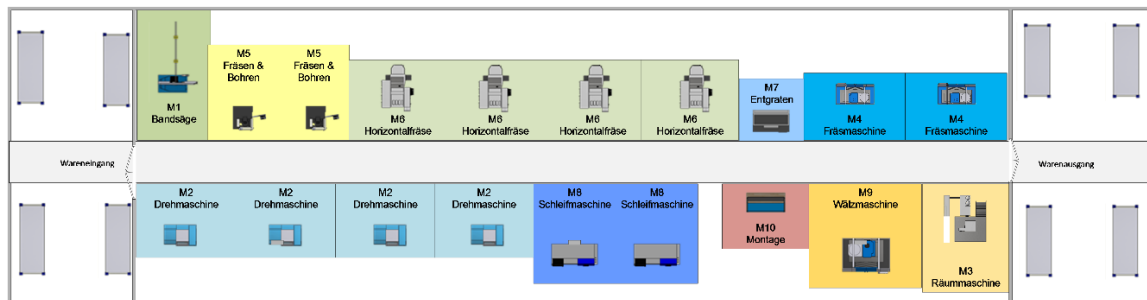 M1
Bandsäge
M5
Fräsen &
Bohren
M5
Fräsen &
Bohren
M6
Horizontalfräse
M6
Horizontalfräse
M6
Horizontalfräse
M6
Horizontalfräse
M7
Entgraten
M4
Fräsmaschine
M4
Fräsmaschine
Wareneingang
Warenausgang
M2
Drehmaschine
M2
Drehmaschine
M2
Drehmaschine
M2
Drehmaschine
M8
Schleifmaschine
M8
Schleifmaschine
M10
Montage
M9
Wälzmaschine
M3
Räummaschine